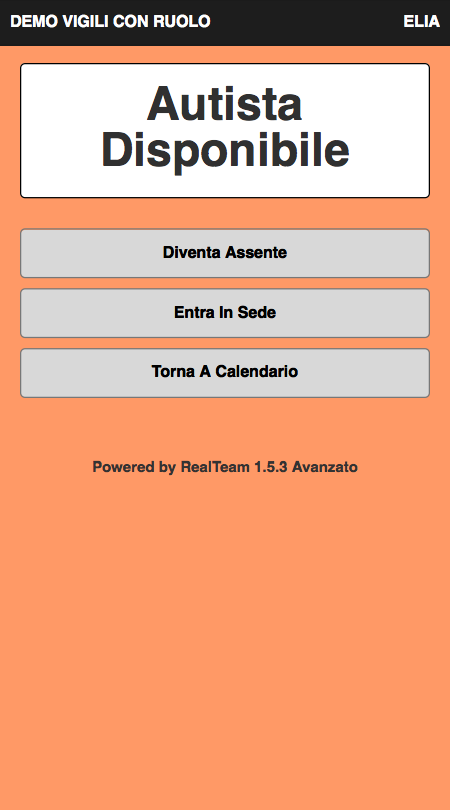 DEMO VIGILI CON RUOLO ELIA
Autista
Disponibile
Diventa Assente
Entra In Sede
Torna A Calendario
Powered by RealTeam 1.5.3 Avanzato